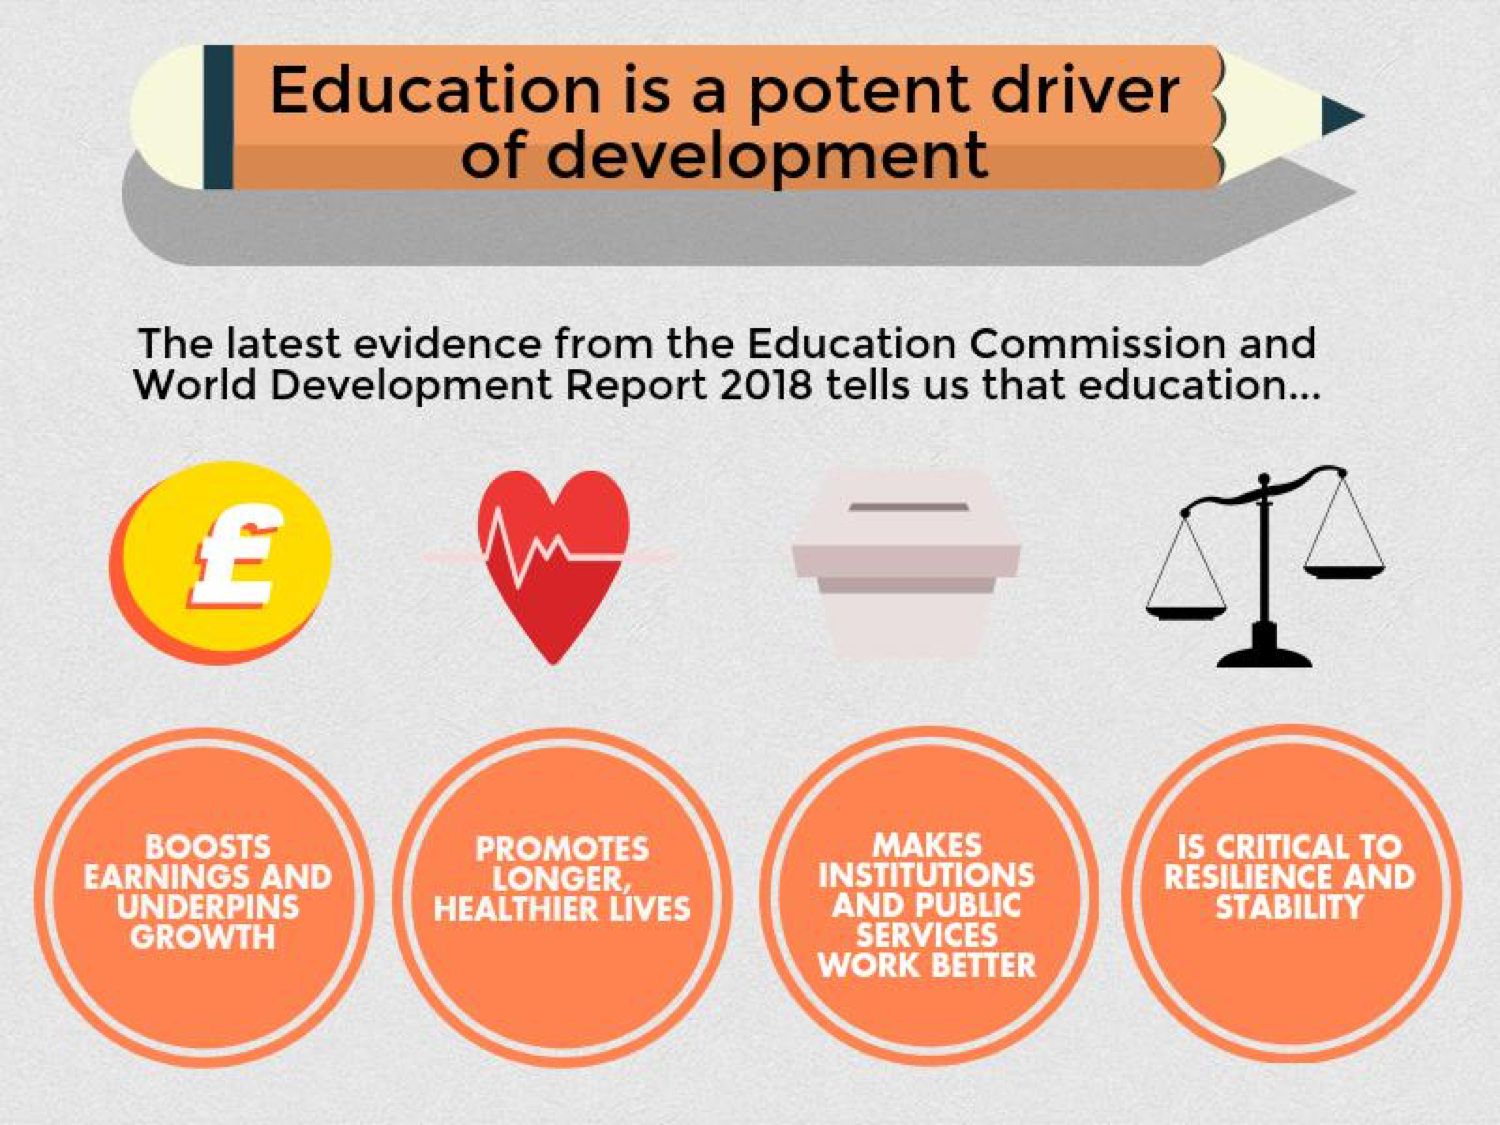 Education is a potent driver
of development
The latest evidence from the Education Commission and
World Development Report 2018 tells us that education...
£
BOOSTS
EARNINGS AND
UNDERPINS
GROWTH
PROMOTES
LONGER,
HEALTHIER LIVES
MAKES
INSTITUTIONS
AND PUBLIC
SERVICES
WORK BETTER
IS CRITICAL TO
RESILIENCE AND
STABILITY